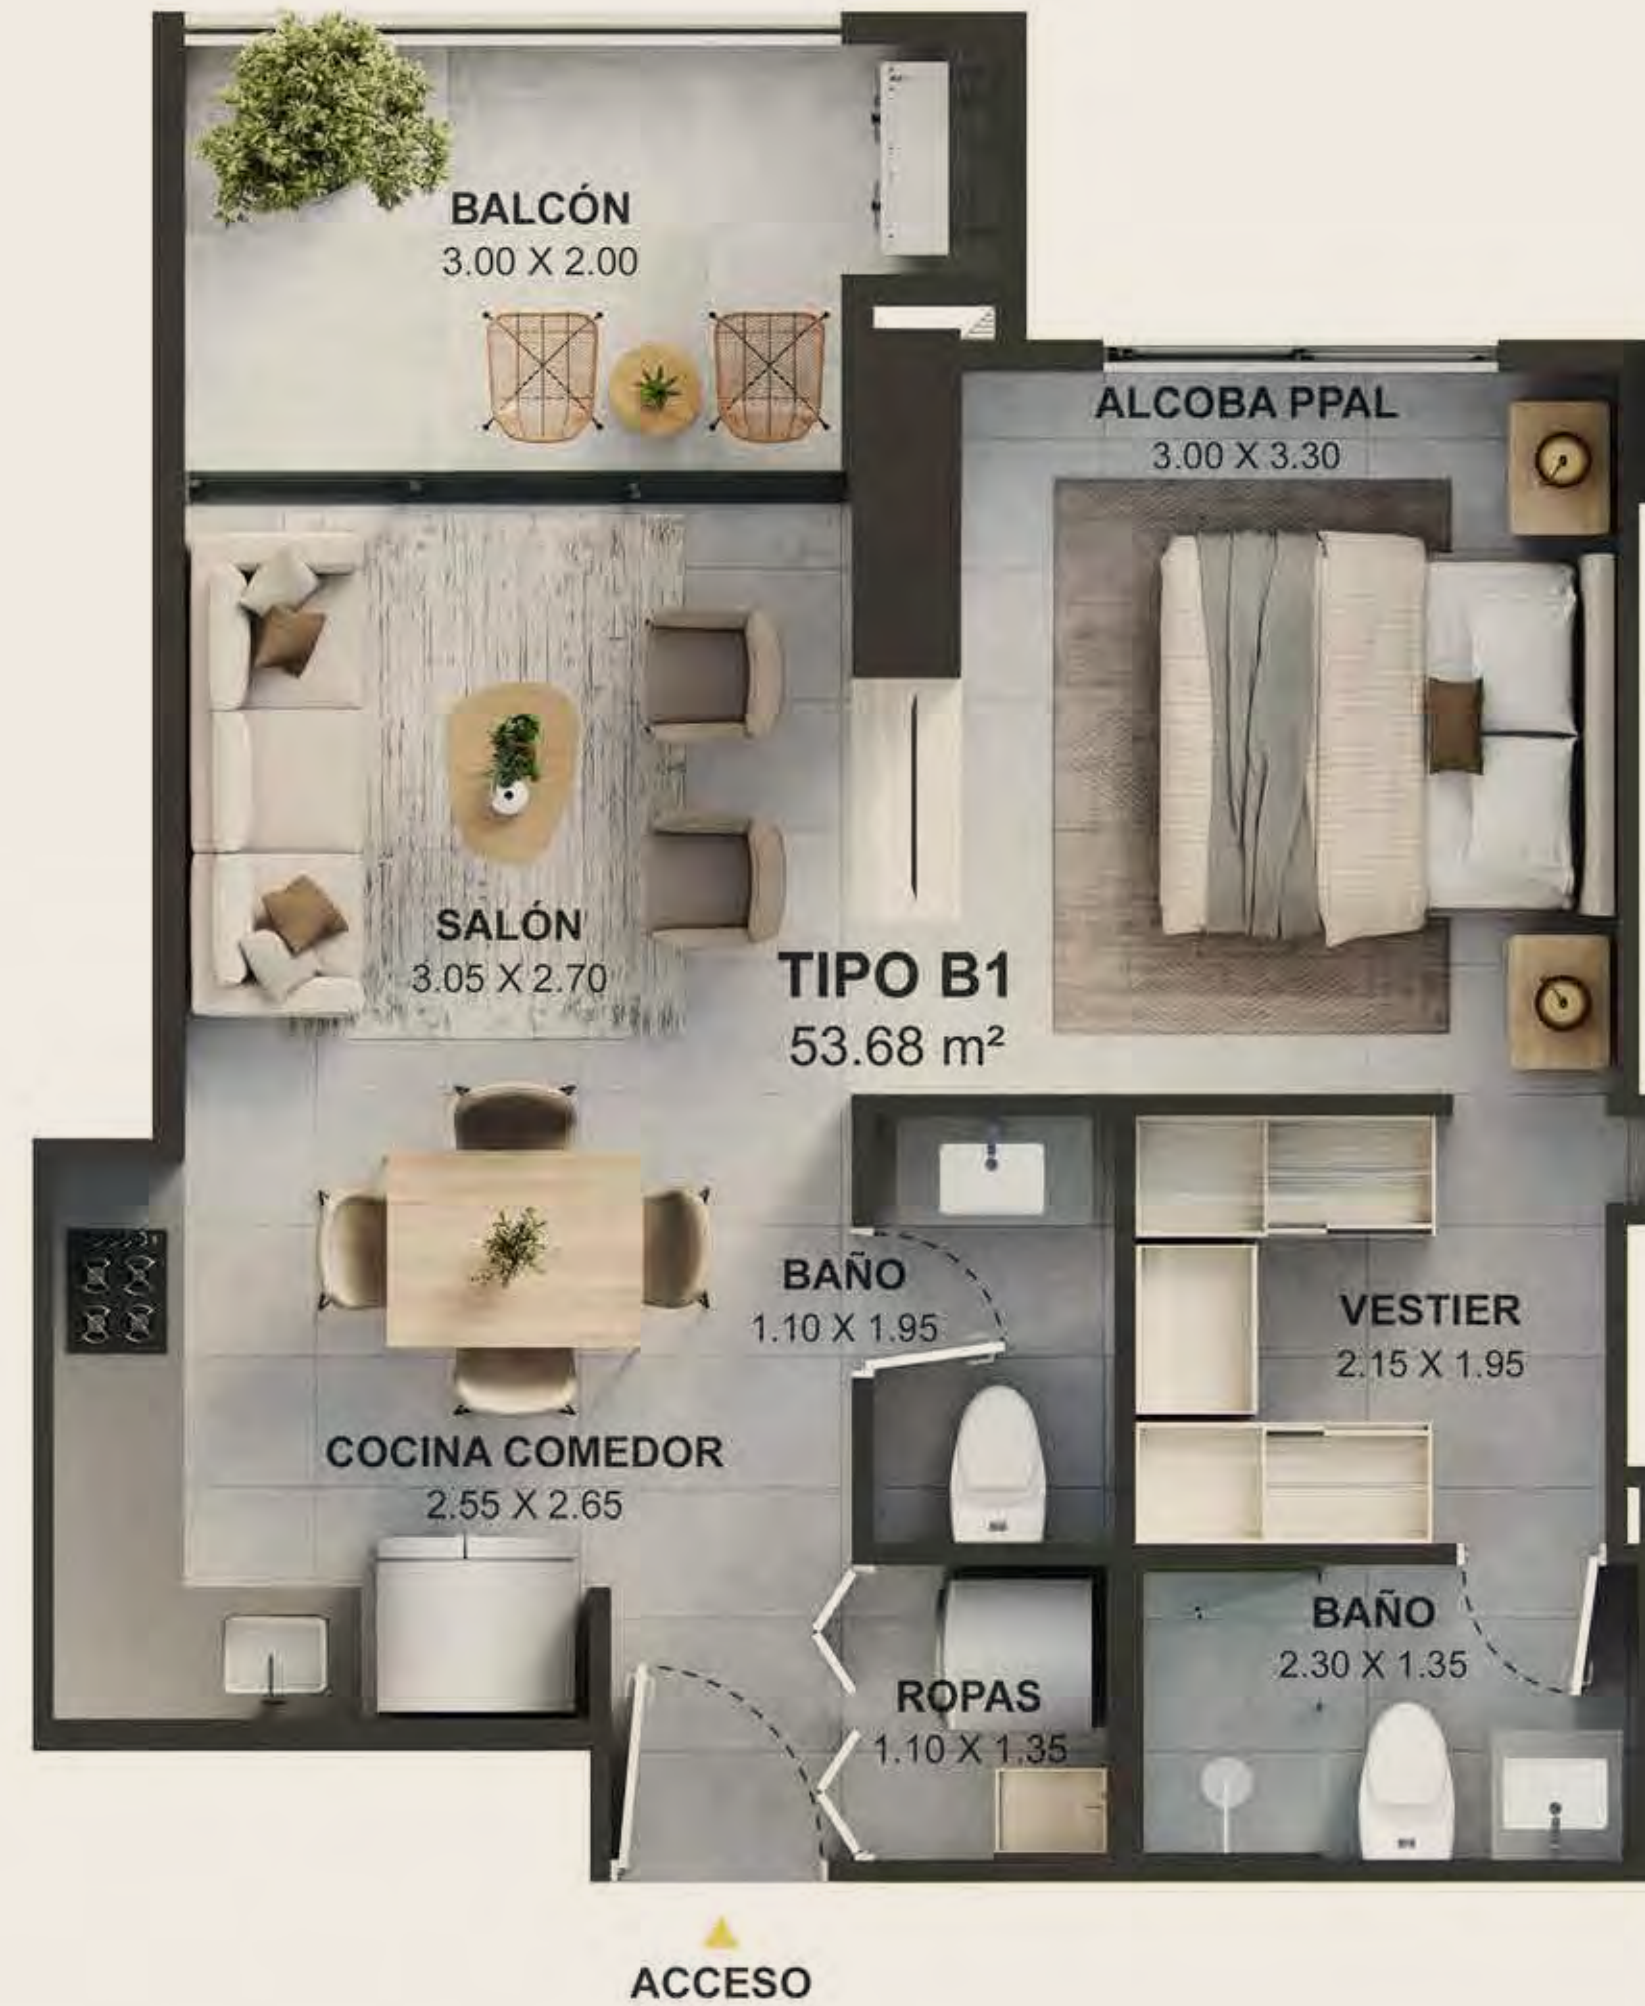 BALCÓN
3.00 X 2.00
ALCOBA PPAL
3.00 X 3.30
SALÓN
3.05 X 2.70
TIPO B1
53.68 m²
BAÑO
1.10 X 1.95
VESTIER
2.15 X 1.95
COCINA COMEDOR
2.55 X 2.65
BAÑO
2.30 X 1.35
ROPAS
1.10 X 1.35
ACCESO